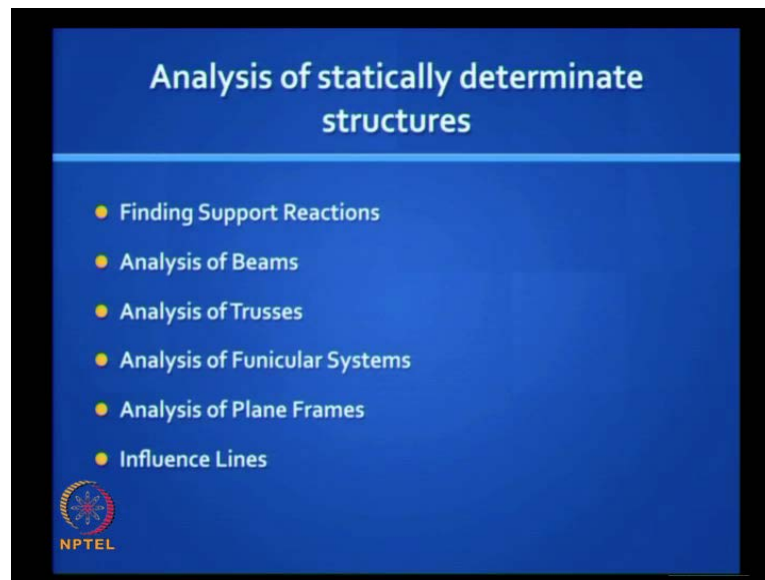 Analysis of statically determinate
structures
Finding Support Reactions
Analysis of Beams
Analysis of Trusses
Analysis of Funicular Systems
Analysis of Plane Frames
Influence Lines
NPTEL